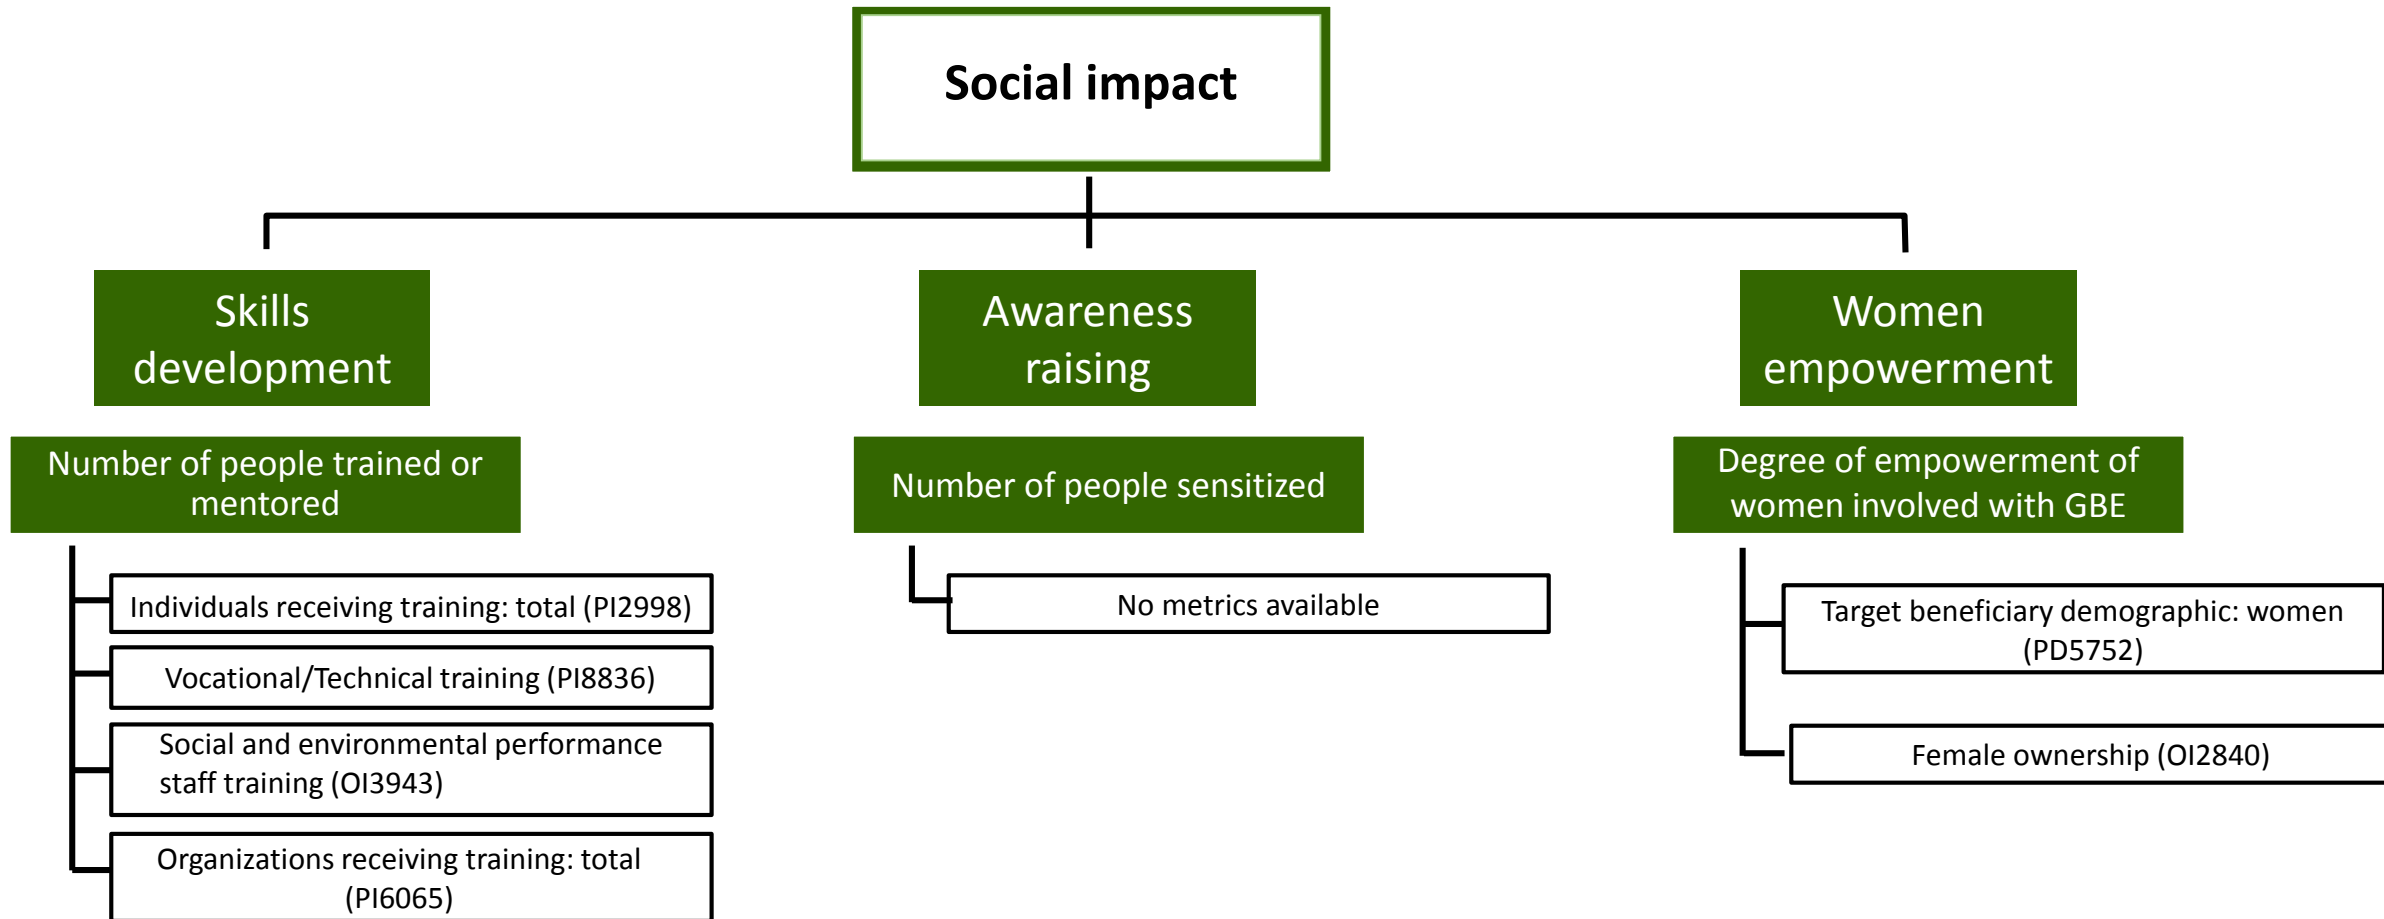 Social impact
Skills
development
Awareness
raising
Women
empowerment
Number of people trained or
mentored
Number of people sensitized
Degree of empowerment of
women involved with GBE
Individuals receiving training: total (PI2998)
Vocational/Technical training (PI8836)
Social and environmental performance
staff training (OI3943)
Organizations receiving training: total
(PI6065)
No metrics available
Target beneficiary demographic: women
(PD5752)
Female ownership (OI2840)